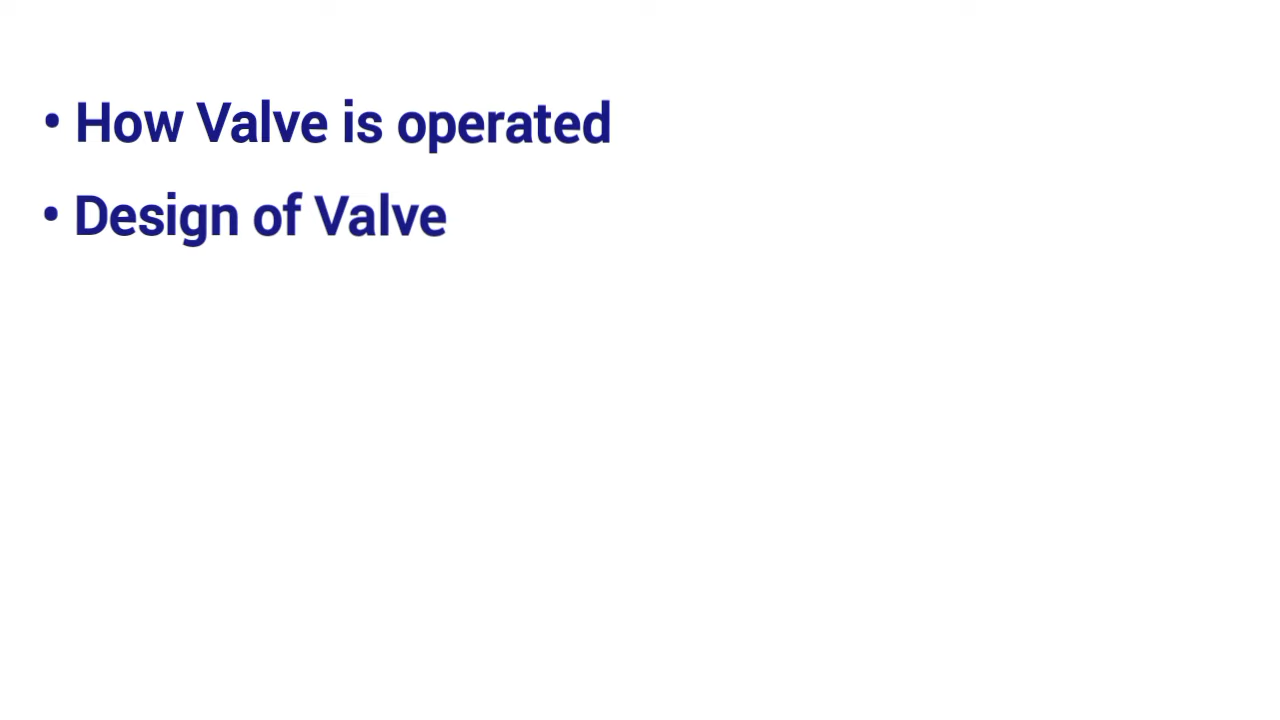 • How Valve is operated
• Design of Valve